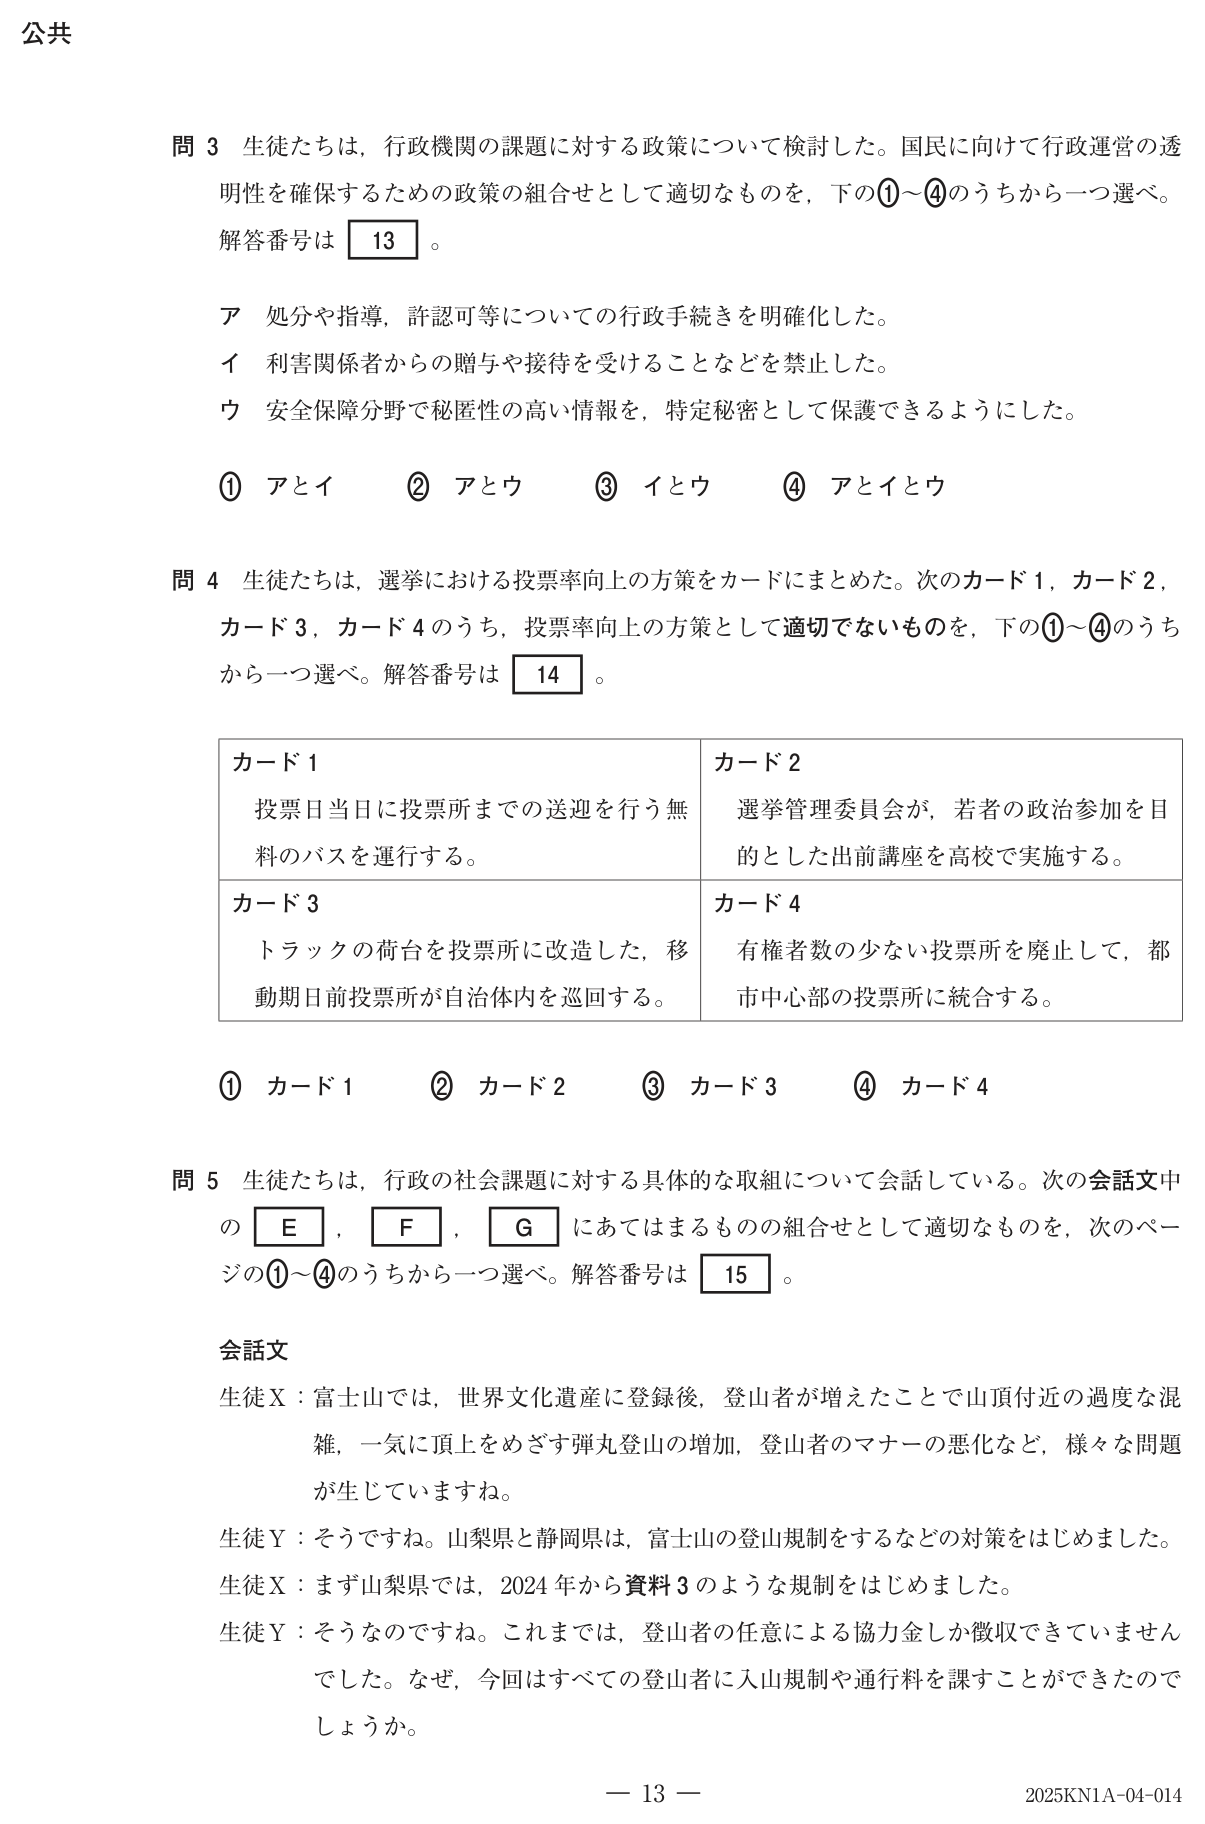 公共
問 3 生徒たちは，行政機関の課題に対する政策について検討した。国民に向けて行政運営の透
明性を確保するための政策の組合せとして適切なものを，下の①～④のうちから一つ選べ。
解答番号は 13 。
ア 処分や指導，許認可等についての行政手続きを明確化した。
イ 利害関係者からの贈与や接待を受けることなどを禁止した。
ウ 安全保障分野で秘匿性の高い情報を，特定秘密として保護できるようにした。
① アとイ ② アとウ ③ イとウ ④ アとイとウ
問 4 生徒たちは，選挙における投票率向上の方策をカードにまとめた。次のカード 1，カード 2，
カード 3，カード 4 のうち，投票率向上の方策として適切でないものを，下の①～④のうち
から一つ選べ。解答番号は 14 。
カード 1
投票日当日に投票所までの送迎を行う無
料のバスを運行する。
カード 2
選挙管理委員会が，若者の政治参加を目
的とした出前講座を高校で実施する。
カード 3
トラックの荷台を投票所に改造した，移
動期日前投票所が自治体内を巡回する。
カード 4
有権者数の少ない投票所を廃止して，都
市中心部の投票所に統合する。
① カード 1 ② カード 2 ③ カード 3 ④ カード 4
問 5 生徒たちは，行政の社会課題に対する具体的な取組について会話している。次の会話文中
の E ， F ， G にあてはまるものの組合せとして適切なものを，次のペー
ジの①～④のうちから一つ選べ。解答番号は 15 。
会話文
生徒X：富士山では，世界文化遺産に登録後，登山者が増えたことで山頂付近の過度な混
雑，一気に頂上をめざす弾丸登山の増加，登山者のマナーの悪化など，様々な問題
が生じていますね。
生徒Y：そうですね。山梨県と静岡県は，富士山の登山規制をするなどの対策をはじめました。
生徒X：まず山梨県では，2024 年から資料 3 のような規制をはじめました。
生徒Y：そうなのですね。これまでは，登山者の任意による協力金しか徴収できていません
でした。なぜ，今回はすべての登山者に入山規制や通行料を課すことができたので
しょうか。
— 13 —
2025KN1A-04-014